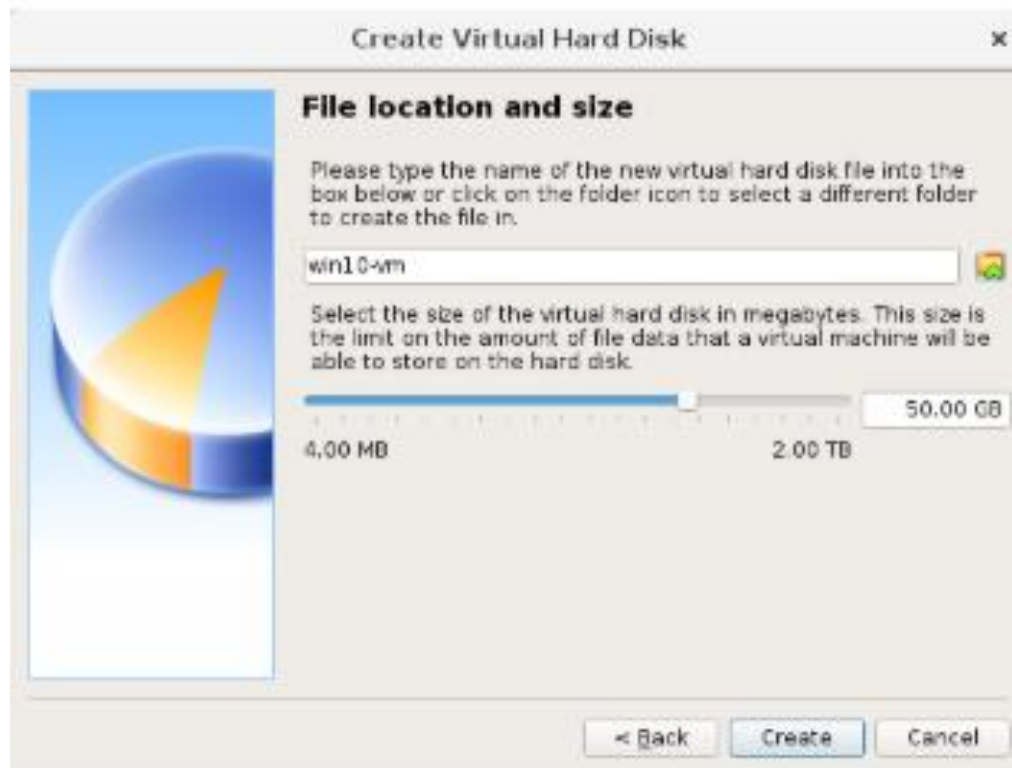 Create Virtual Hard Disk
File location and size
Please type the name of the new virtual hard disk file into the
box below or click on the folder icon to select a different folder
to create the file in.
win10-vm
Select the size of the virtual hard disk in megabytes. This size is
the limit on the amount of file data that a virtual machine will be
able to store on the hard disk.
50.00 GB
4.00 MB 2.00 TB
< Back Create Cancel